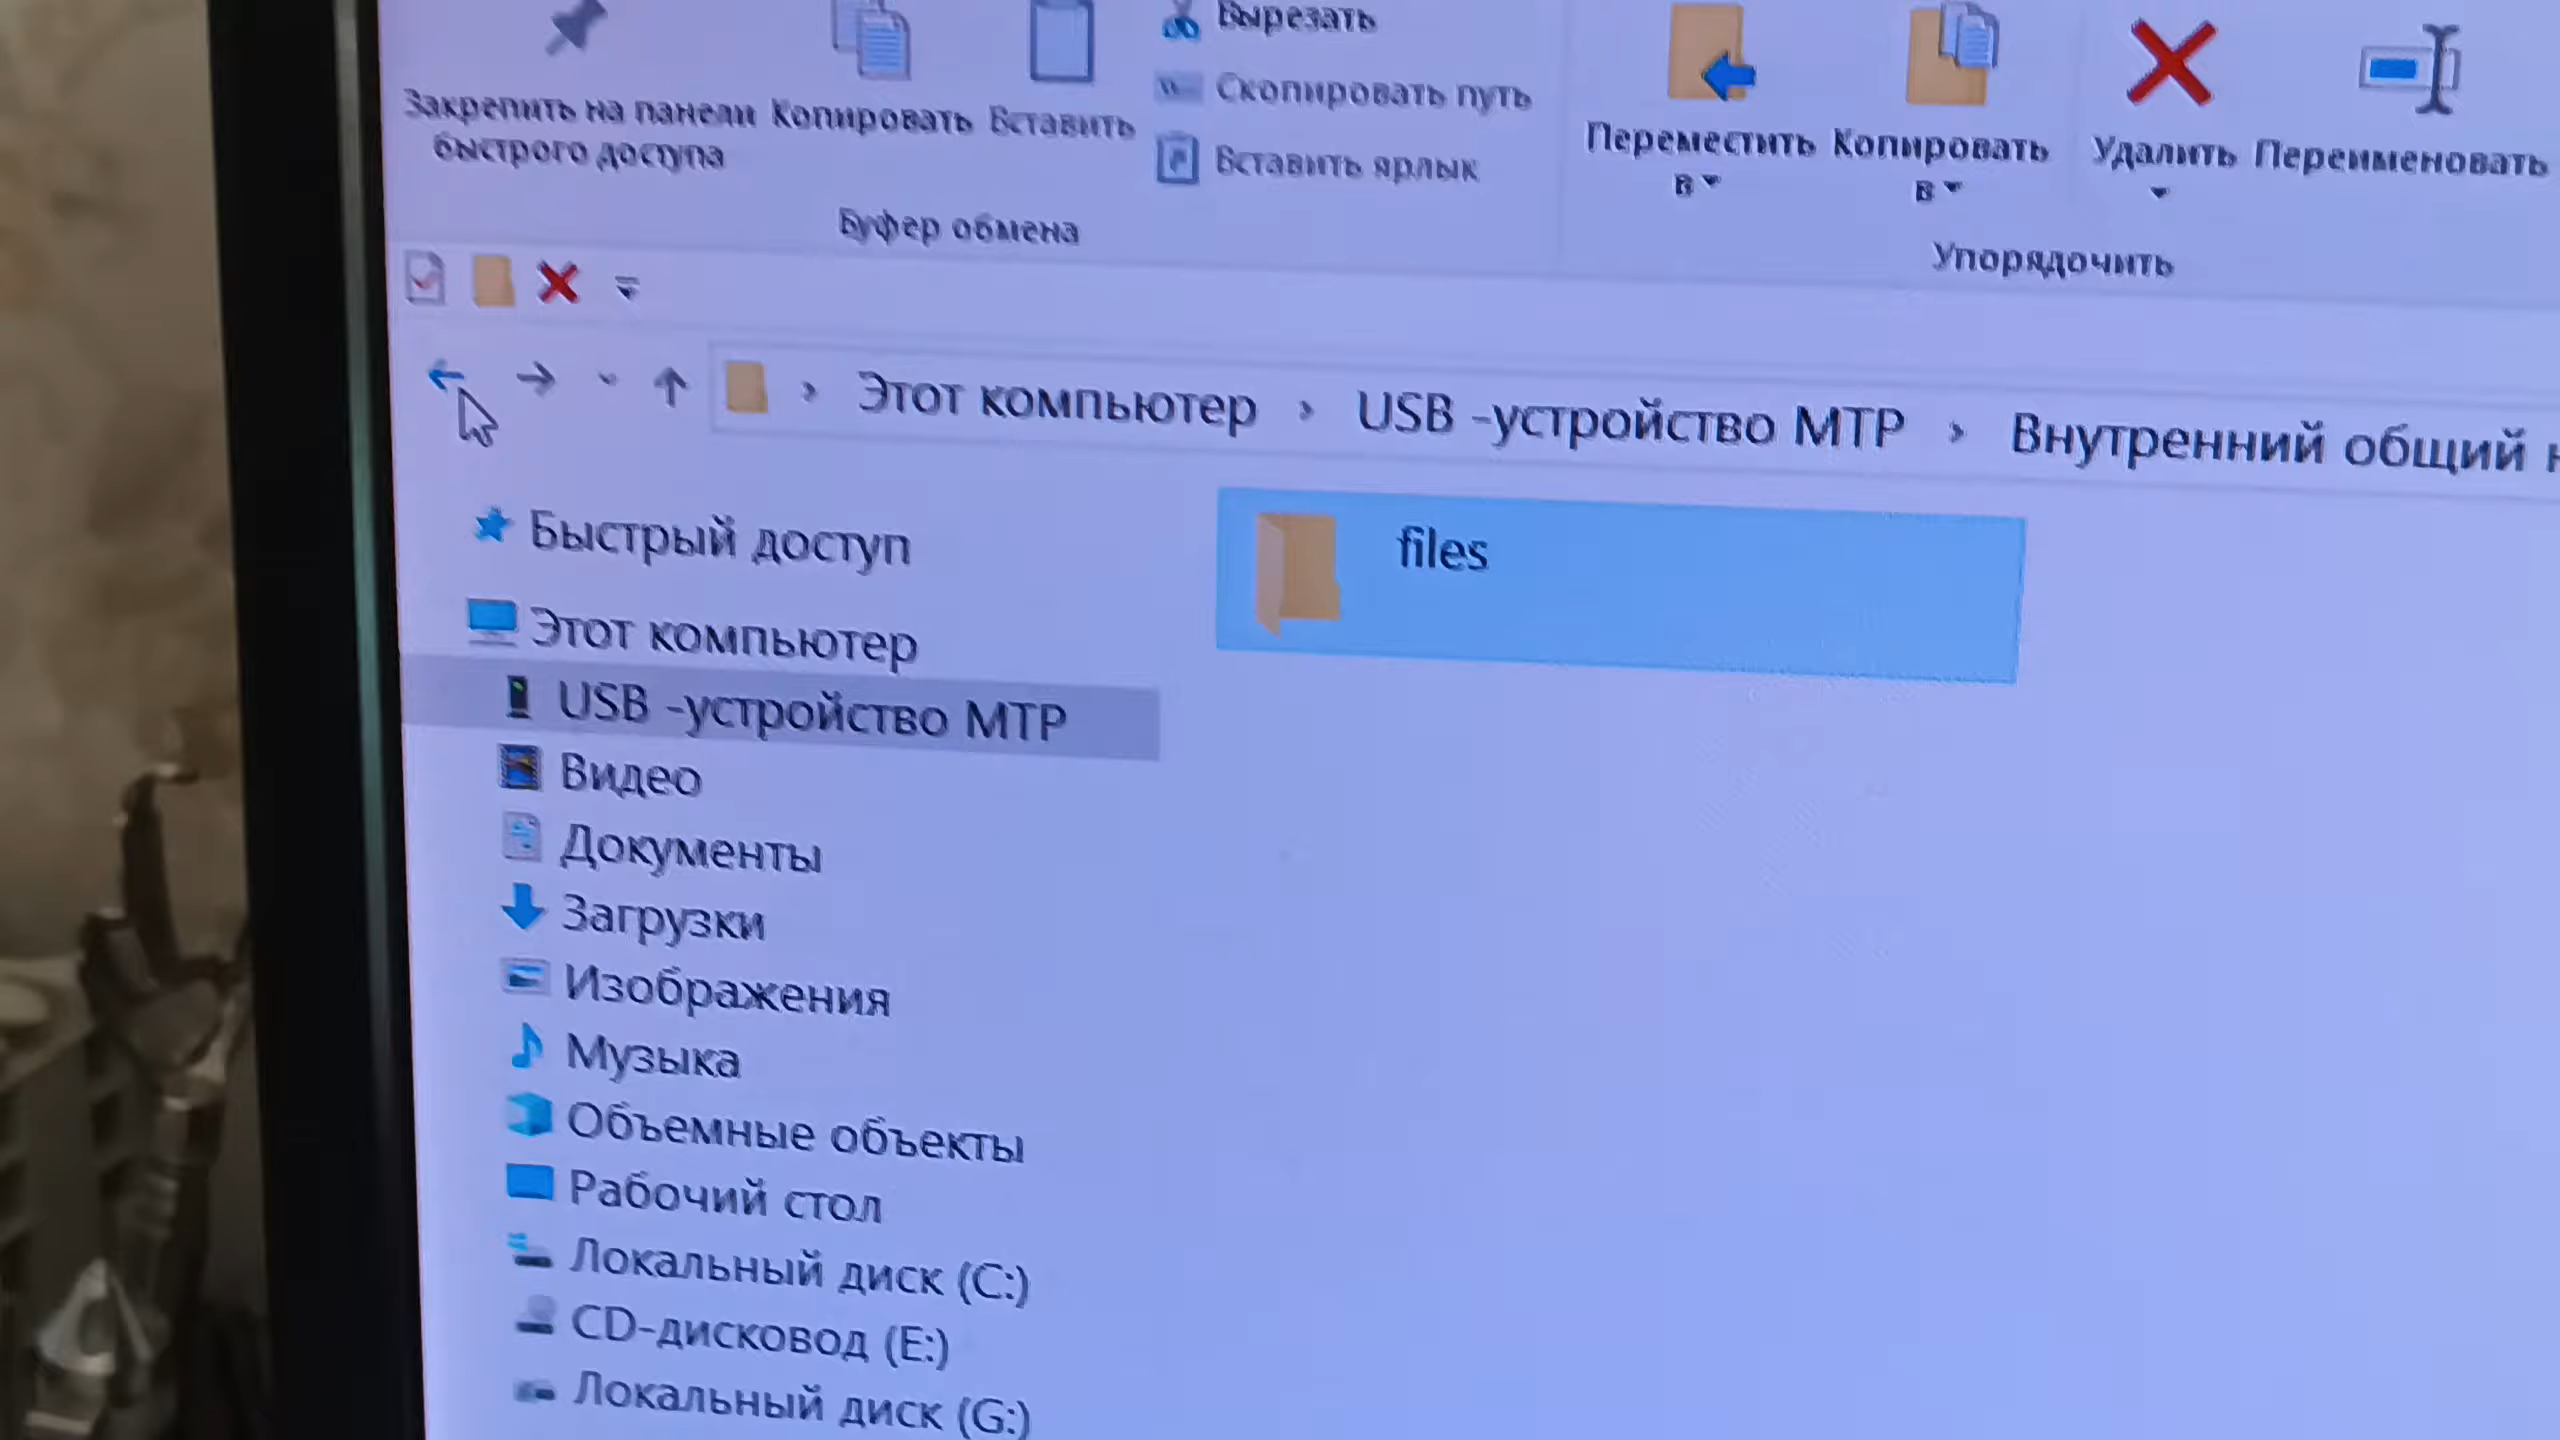 Вырезать
Закрепить на панели быстрого доступа
Копировать
Вставить
Скопировать путь
Вставить ярлык
Буфер обмена
Переместить в
Копировать в
Удалить
Переименовать
Упорядочить
Этот компьютер › USB -устройство MTP › Внутренний общий
files
Быстрый доступ
Этот компьютер
USB -устройство MTP
Видео
Документы
Загрузки
Изображения
Музыка
Объемные объекты
Рабочий стол
Локальный диск (C:)
CD-дисковод (E:)
Локальный диск (G:)